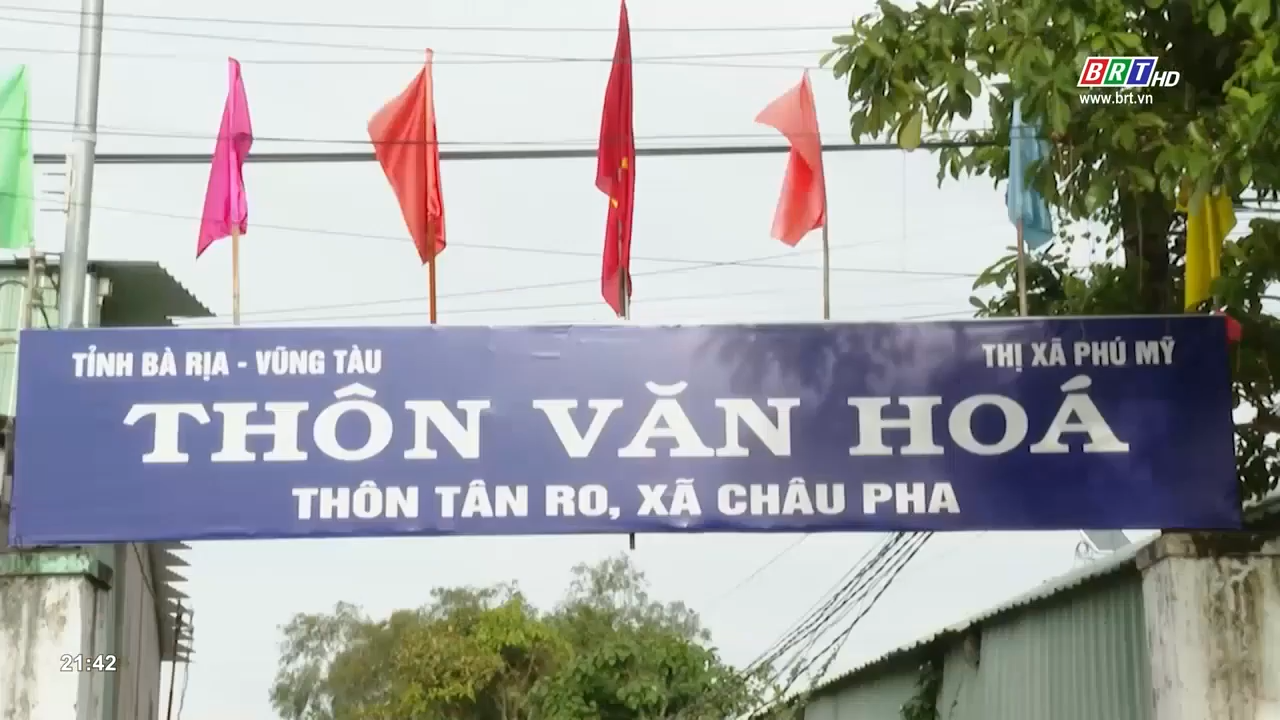 BRT HD
www.brt.vn
TỈNH BÀ RỊA - VŨNG TÀU
THỊ XÃ PHÚ MỸ
THÔN VĂN HOÁ
THÔN TÂN RO, XÃ CHÂU PHA
21:42